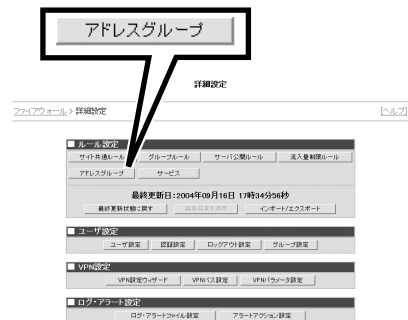 アドレスグループ
詳細設定
ファイアウォール > 詳細設定 [ヘルプ]
■ ルール設定
サイト共通ルール グループルール サーバ公開ルール 流入量制限ルール
アドレスグループ サービス
最終更新日:2004年09月16日 17時34分56秒
最終更新状態に戻す 編集結果を適用 インポート/エクスポート
■ ユーザ設定
ユーザ設定 認証設定 ロックアウト設定 グループ設定
■ VPN設定
VPN設定ウィザード VPNパス設定 VPNパラメータ設定
■ ログ・アラート設定
ログ・アラートファイル設定 アラートアクション設定